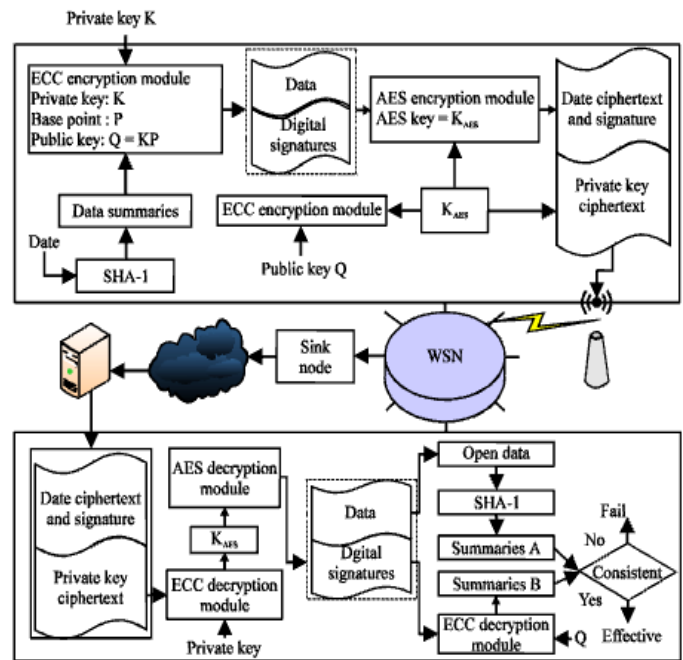 Private key K
ECC encryption module
Private key: K
Base point : P
Public key: Q = KP
Data
Digital
signatures
AES encryption module
AES key = K_AES
Date ciphertext
and signature
Private key
ciphertext
Data summaries
ECC encryption module
K_AES
Date
SHA-1
Public key Q
Sink
node
WSN
Date ciphertext
and signature
Private key
ciphertext
AES decryption
module
K_AES
ECC decryption
module
Private key
Data
Dgital
signatures
Open data
SHA-1
Summaries A
Summaries B
ECC decryption
module
Q
Fail
No
Consistent
Yes
Effective